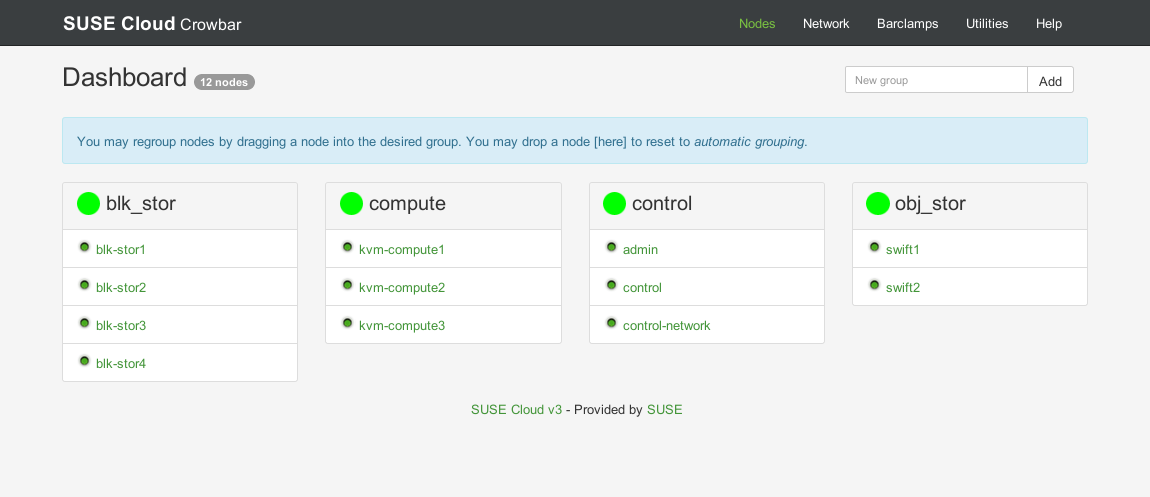 SUSE Cloud Crowbar Nodes Network Barclamps Utilities Help
Dashboard 12 nodes New group Add
You may regroup nodes by dragging a node into the desired group. You may drop a node [here] to reset to automatic grouping.
blk_stor
blk-stor1
blk-stor2
blk-stor3
blk-stor4
compute
kvm-compute1
kvm-compute2
kvm-compute3
control
admin
control
control-network
obj_stor
swift1
swift2
SUSE Cloud v3 - Provided by SUSE